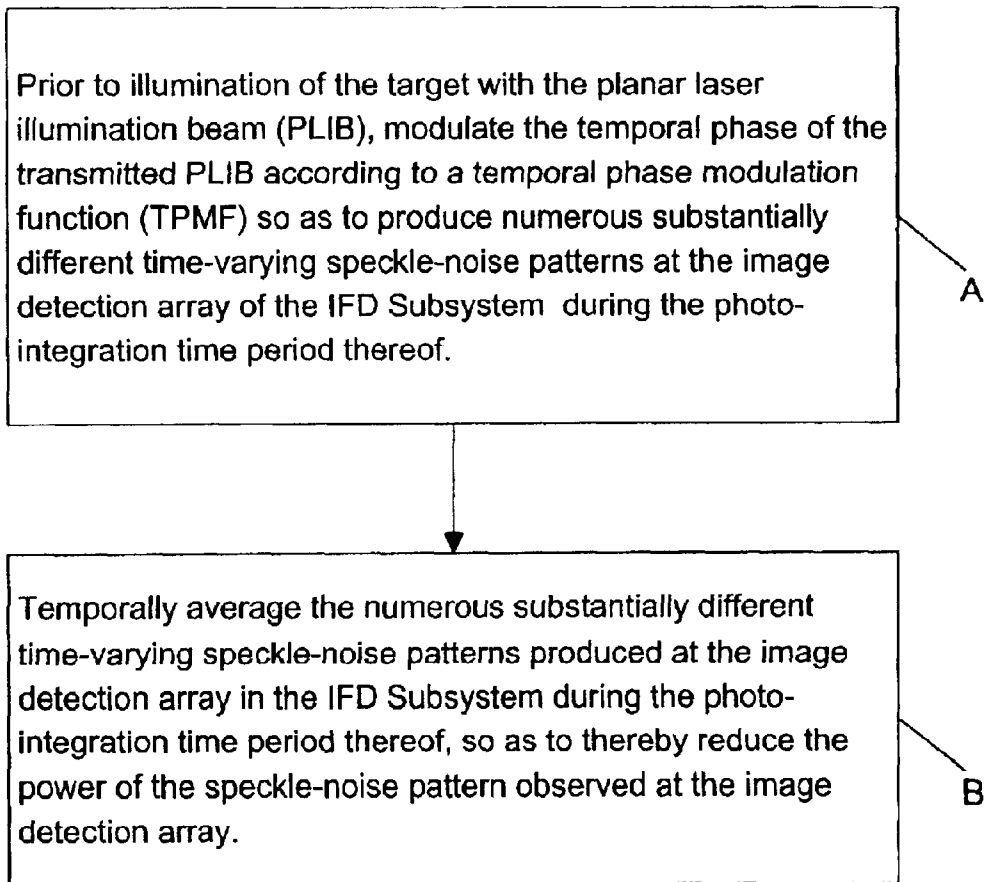 Prior to illumination of the target with the planar laser
illumination beam (PLIB), modulate the temporal phase of the
transmitted PLIB according to a temporal phase modulation
function (TPMF) so as to produce numerous substantially
different time-varying speckle-noise patterns at the image
detection array of the IFD Subsystem during the photo-
integration time period thereof.
A
Temporally average the numerous substantially different
time-varying speckle-noise patterns produced at the image
detection array in the IFD Subsystem during the photo-
integration time period thereof, so as to thereby reduce the
power of the speckle-noise pattern observed at the image
detection array.
B